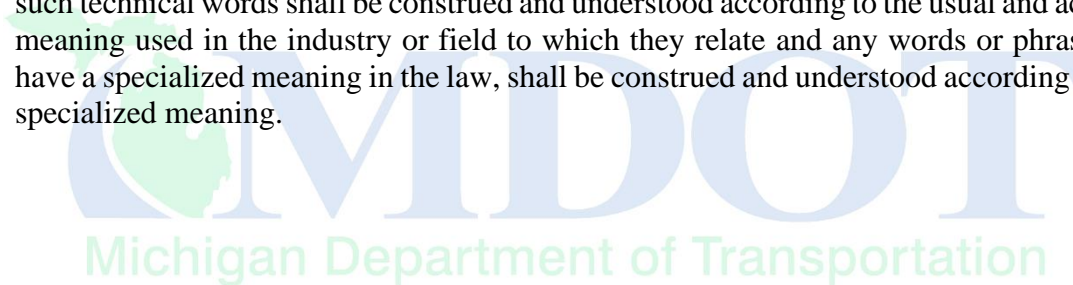 such technical words shall be construed and understood according to the usual and
meaning used in the industry or field to which they relate and any words or
have a specialized meaning in the law, shall be construed and understood according
specialized meaning.
MDOT
Michigan Department of Transportation